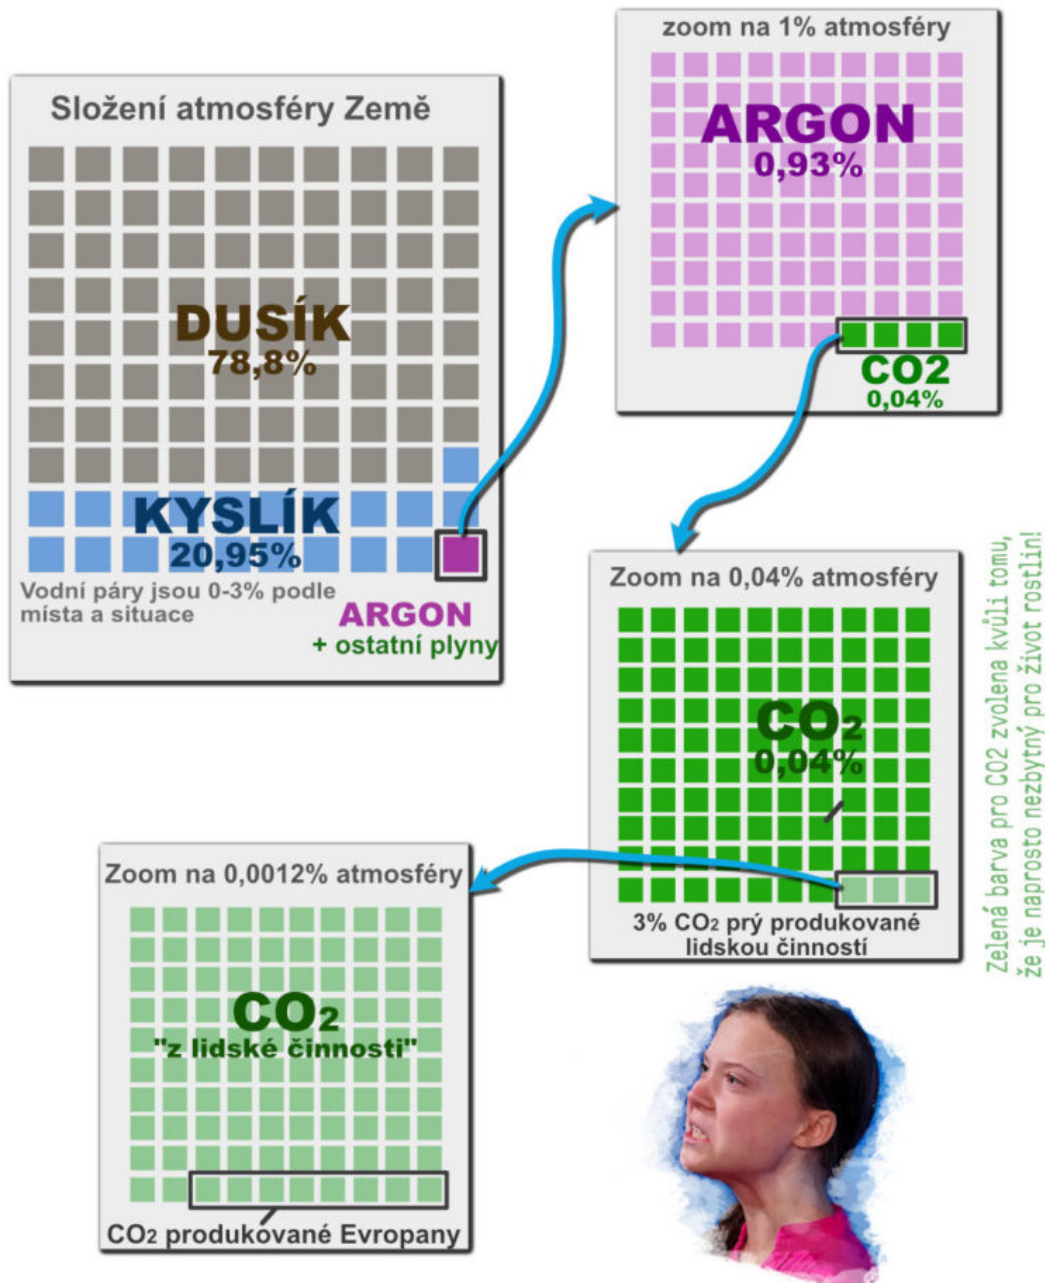 Složení atmosféry Země
DUSÍK
78,8%
KYSLÍK
20,95%
Vodní páry jsou 0-3% podle
místa a situace
ARGON
+ ostatní plyny
zoom na 1% atmosféry
ARGON
0,93%
CO2
0,04%
Zoom na 0,04% atmosféry
CO2
0,04%
3% CO2 prý produkované
lidskou činností
Zelená barva pro CO2 zvolena kvůli tomu,
že je naprosto nezbytný pro život rostlin!
Zoom na 0,0012% atmosféry
CO2
"z lidské činnosti"
CO2 produkované Evropany